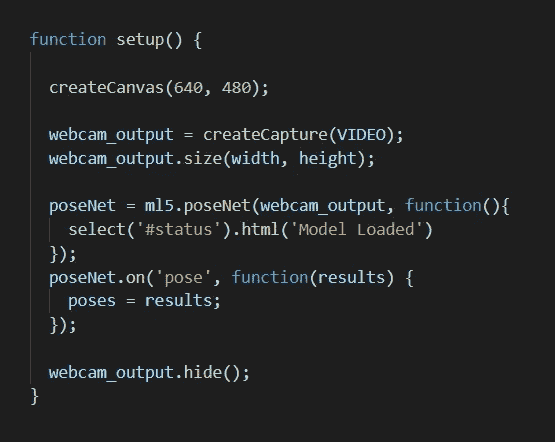 function setup() {
createCanvas(640, 480);
webcam_output = createCapture(VIDEO);
webcam_output.size(width, height);
poseNet = ml5.poseNet(webcam_output, function(){
select('#status').html('Model Loaded')
});
poseNet.on('pose', function(results) {
poses = results;
});
webcam_output.hide();
}